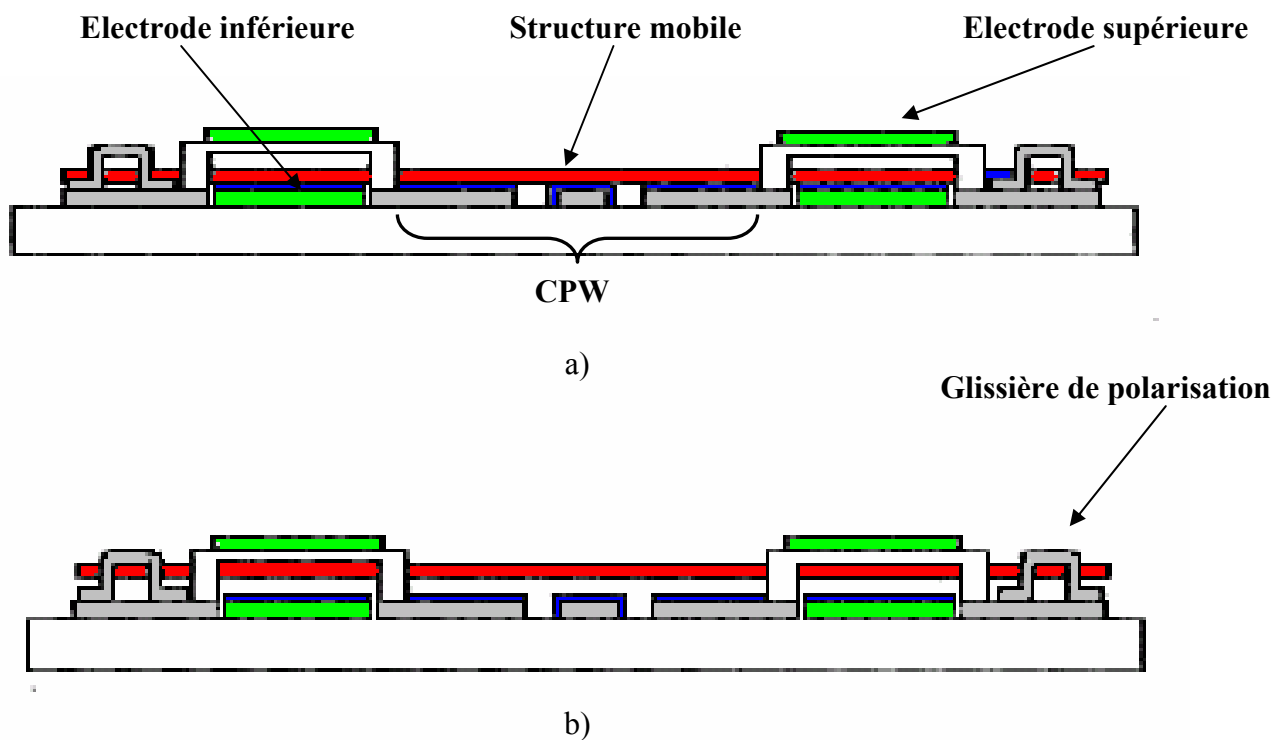 Electrode inférieure
Structure mobile
Electrode supérieure
CPW
a)
Glissière de polarisation
b)